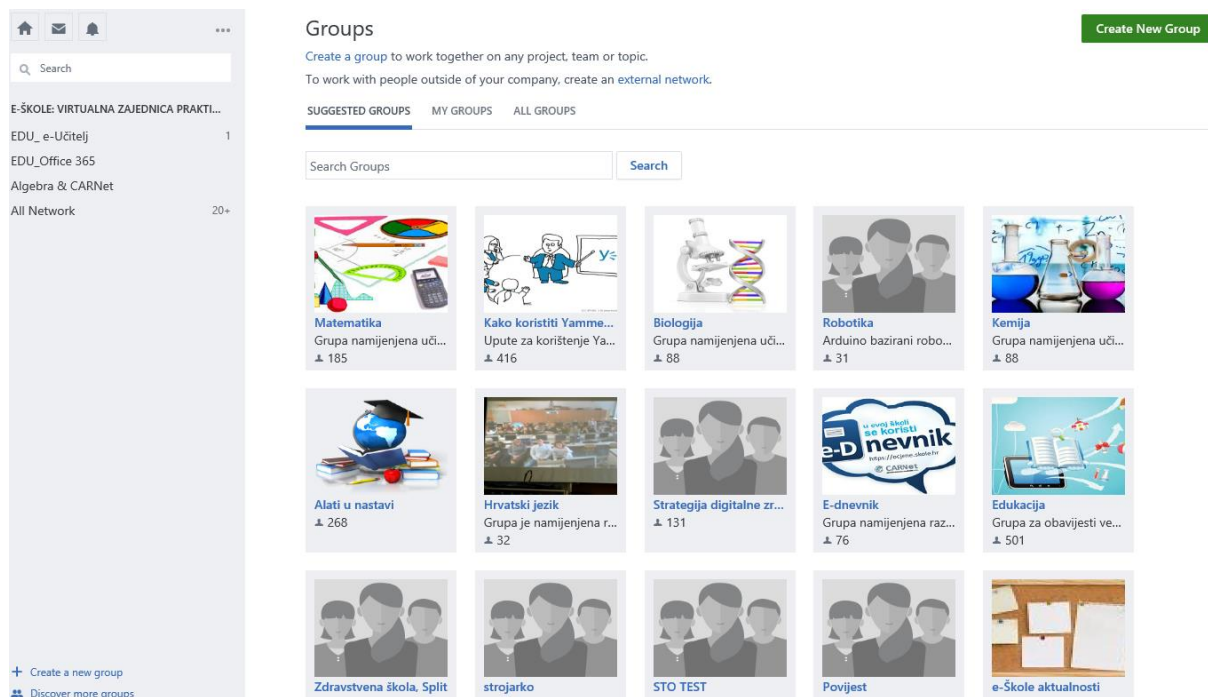 Search
E-ŠKOLE: VIRTUALNA ZAJEDNICA PRAKTI...
EDU_ e-Učitelj 1
EDU_Office 365
Algebra & CARNet
All Network 20+
+ Create a new group
Discover more groups
Groups
Create New Group
Create a group to work together on any project, team or topic.
To work with people outside of your company, create an external network.
SUGGESTED GROUPS MY GROUPS ALL GROUPS
Search Groups Search
Matematika
Grupa namijenjena uči...
185
Kako koristiti Yamme...
Upute za korištenje Ya...
416
Biologija
Grupa namijenjena uči...
88
Robotika
Arduino bazirani robo...
31
Kemija
Grupa namijenjena uči...
88
Alati u nastavi
268
Hrvatski jezik
Grupa je namijenjena r...
32
Strategija digitalne zr...
131
u ovoj školi
se koristi
e-Dnevnik
https://ocjene.skole.hr
CARNet
E-dnevnik
Grupa namijenjena raz...
76
Edukacija
Grupa za obavijesti ve...
501
Zdravstvena škola, Split
strojarko
STO TEST
Povijest
e-Škole aktualnosti